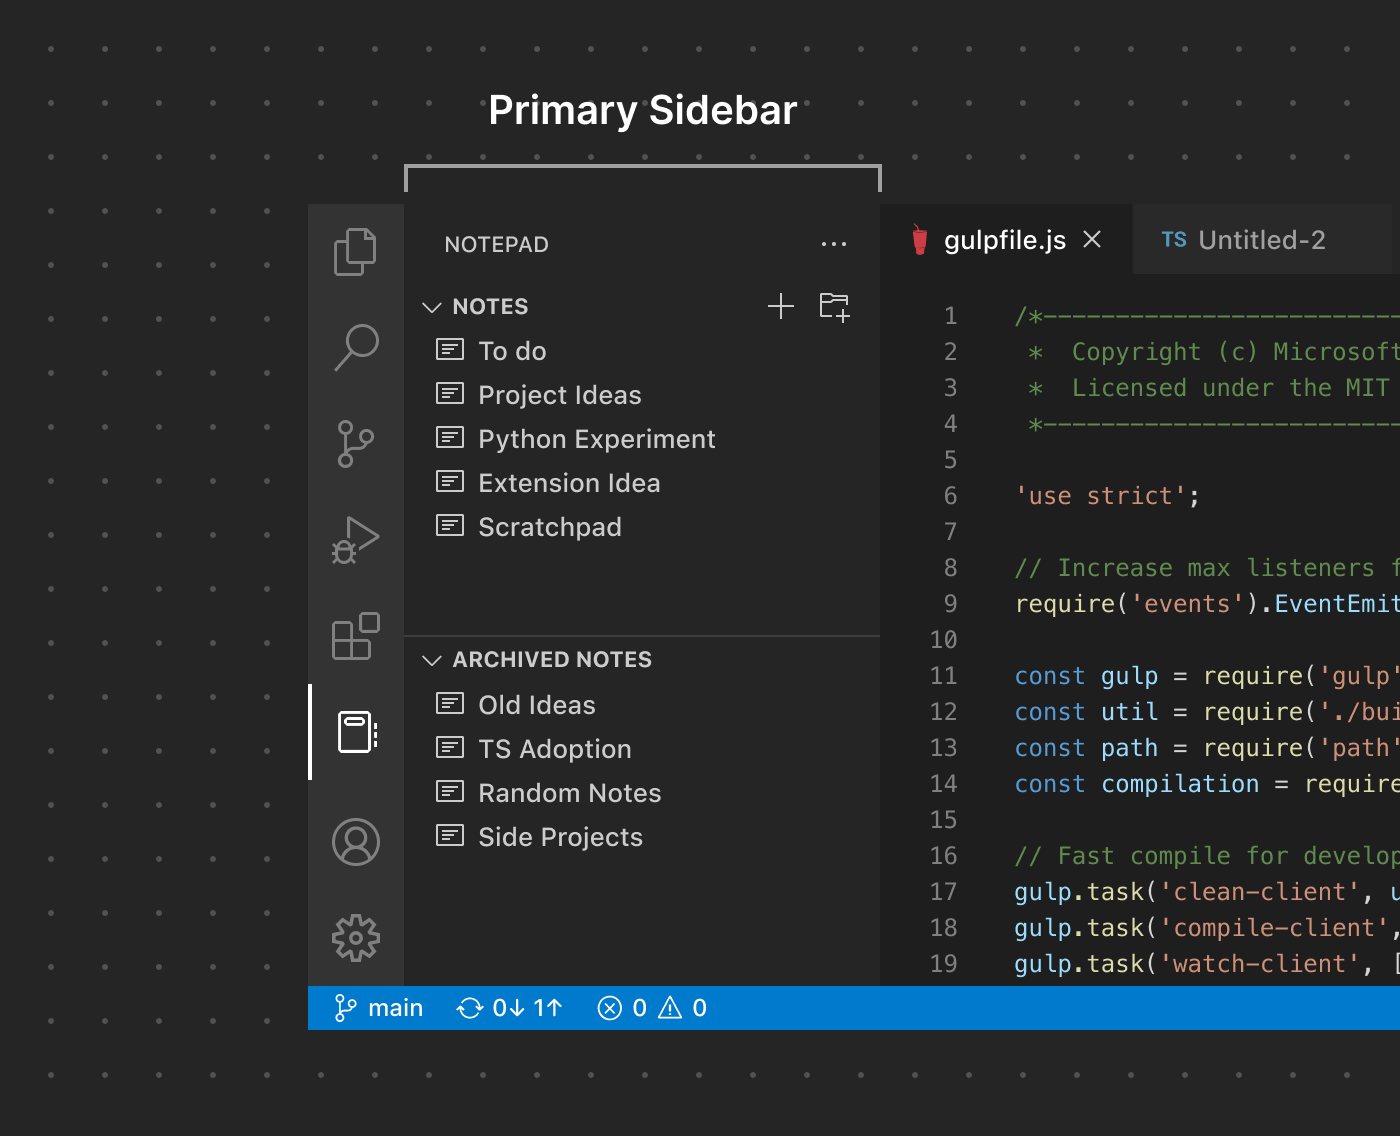 Primary Sidebar
NOTEPAD
NOTES
To do
Project Ideas
Python Experiment
Extension Idea
Scratchpad
ARCHIVED NOTES
Old Ideas
TS Adoption
Random Notes
Side Projects
gulpfile.js
TS Untitled-2
1 /*--------------------------
2 * Copyright (c) Microsoft
3 * Licensed under the MIT
4 *--------------------------
5
6 'use strict';
7
8 // Increase max listeners f
9 require('events').EventEmit
10
11 const gulp = require('gulp'
12 const util = require('./bui
13 const path = require('path'
14 const compilation = require
15
16 // Fast compile for develop
17 gulp.task('clean-client', u
18 gulp.task('compile-client',
19 gulp.task('watch-client', [
main 0↓ 1↑ 0 0